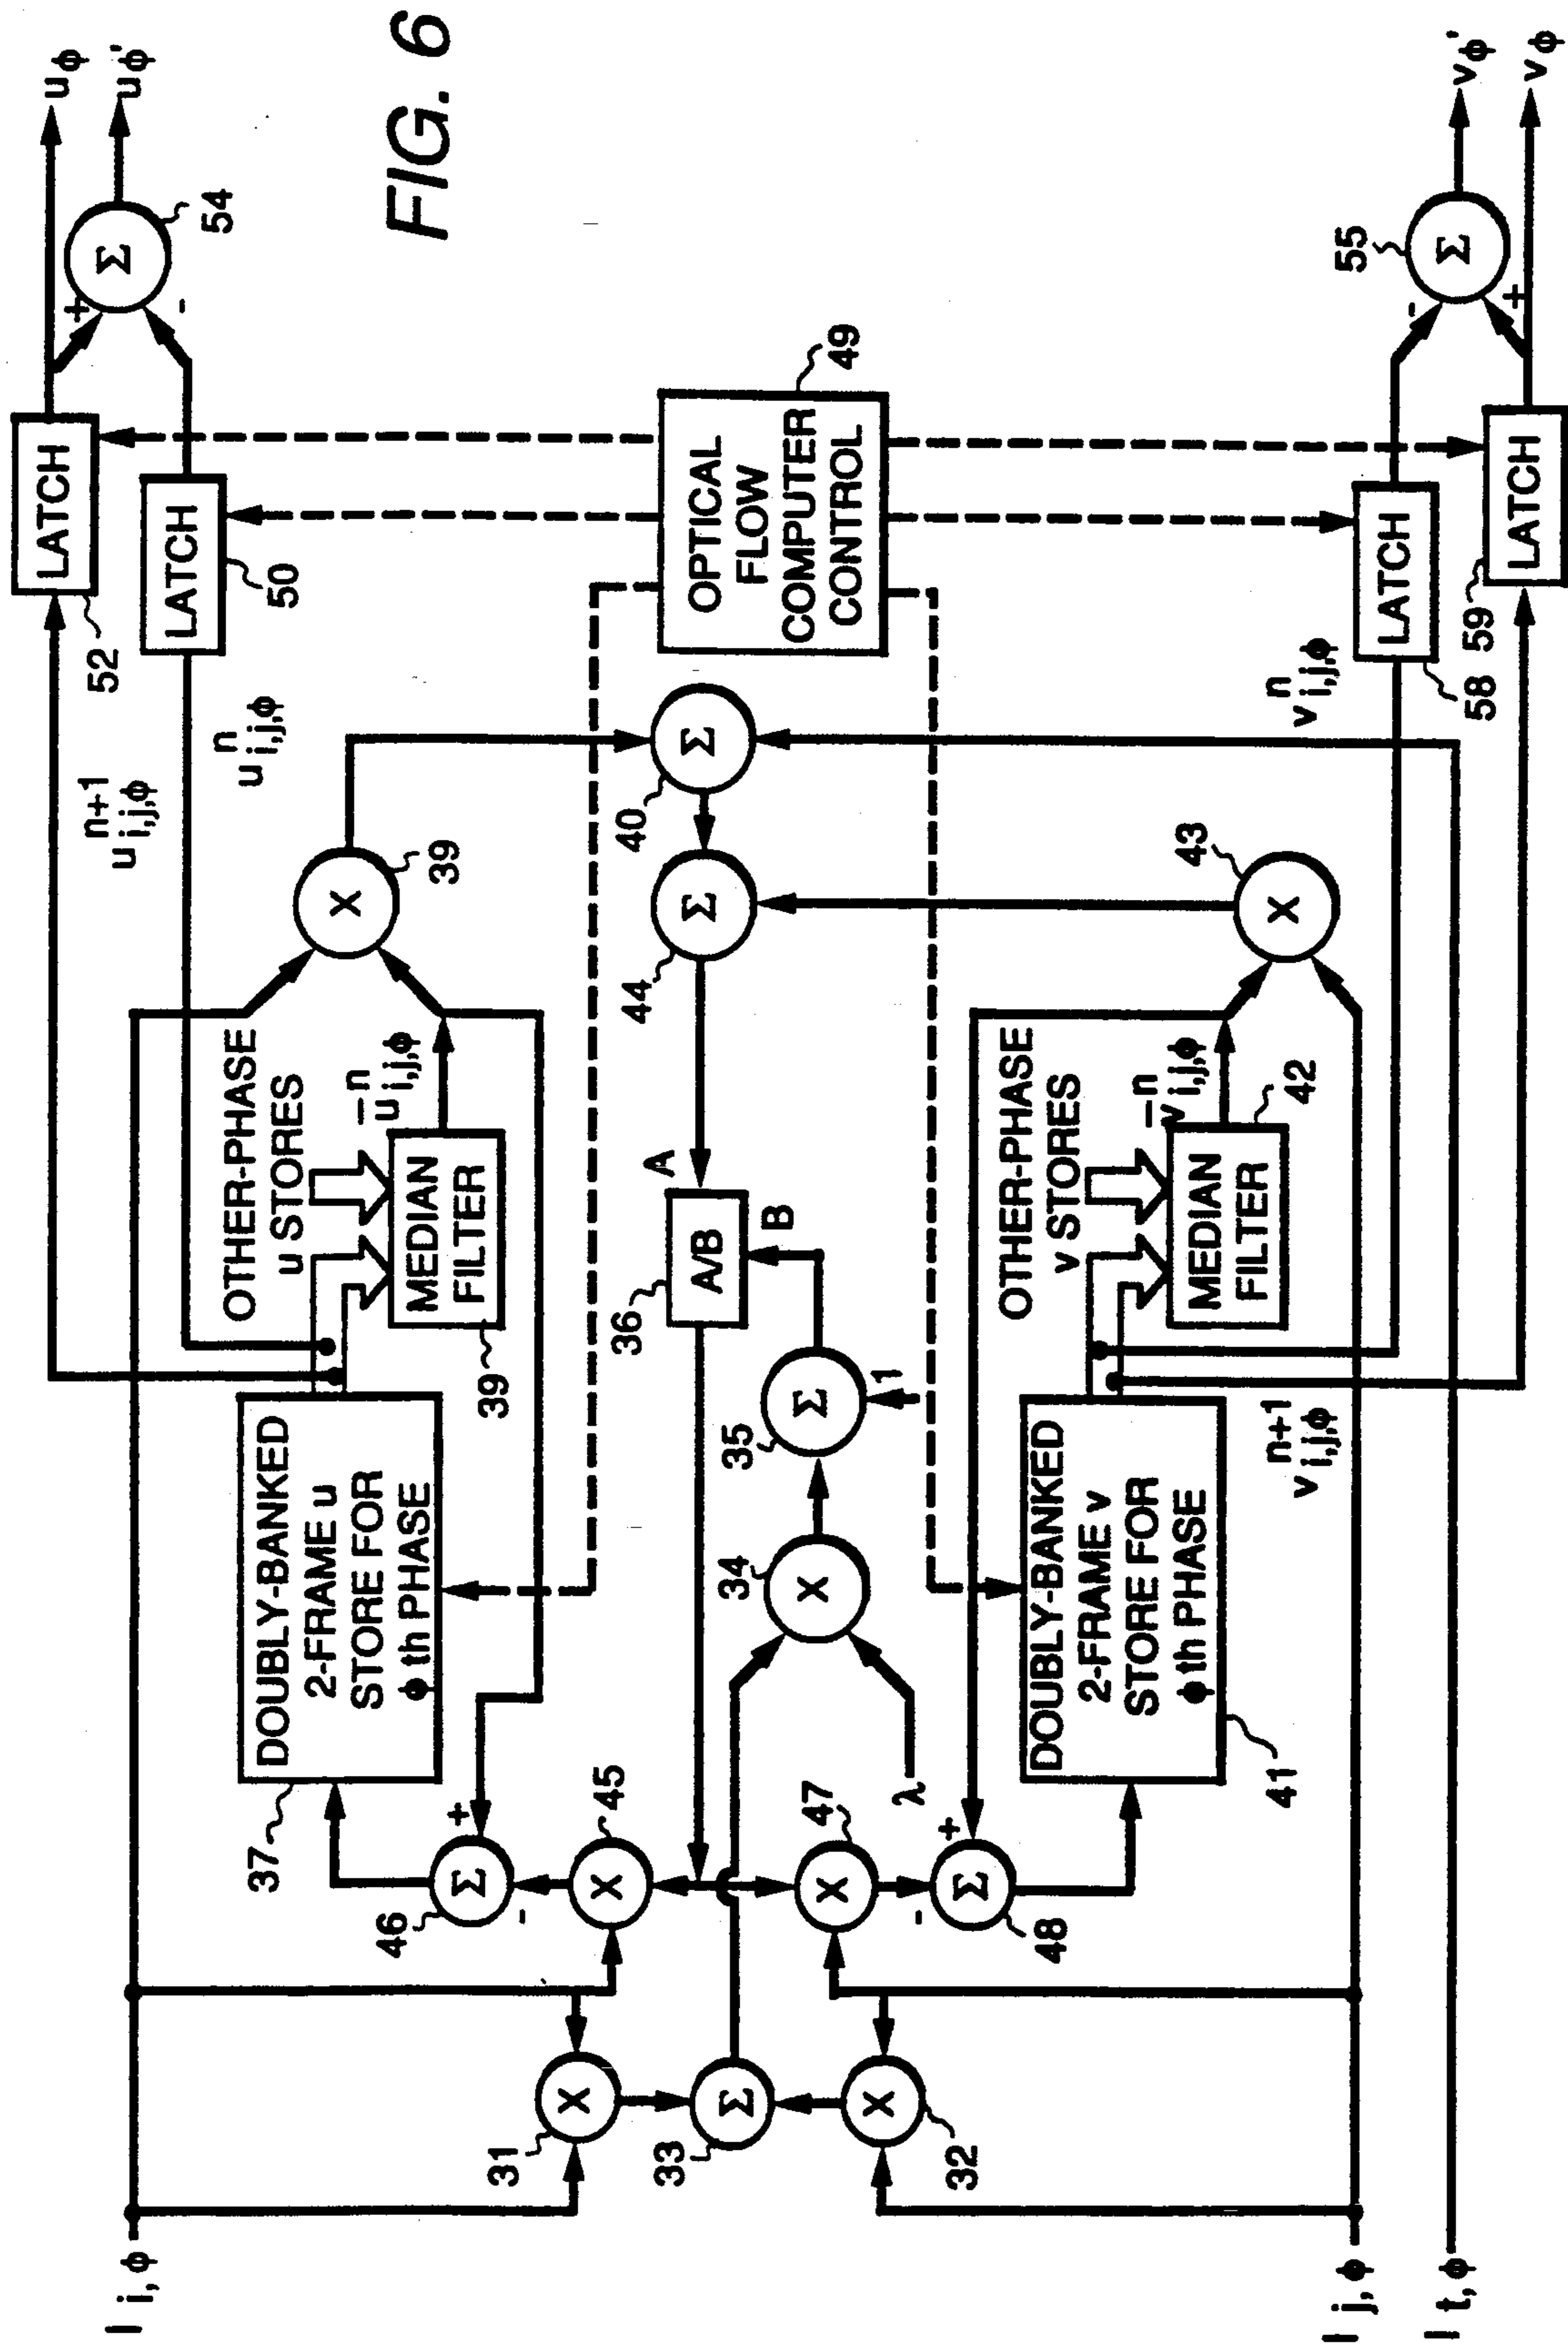 FIG. 6
I i, ϕ
I j, ϕ
I t, ϕ
31
X
33
Σ
32
X
46
Σ
+
-
X
45
X
47
-
Σ
+
48
37
DOUBLY-BANKED
2-FRAME u
STORE FOR
ϕ th PHASE
λ
34
X
35
Σ
1
36
A/B
A
B
DOUBLY-BANKED
2-FRAME v
STORE FOR
ϕ th PHASE
41
OTHER-PHASE
u STORES
MEDIAN
FILTER
39
ū n i,j,ϕ
OTHER-PHASE
v STORES
MEDIAN
FILTER
42
v̄ n i,j,ϕ
v n+1 i,j,ϕ
X
39
44
Σ
40
Σ
X
43
u n+1 i,j,ϕ
u n i,j,ϕ
v n i,j,ϕ
LATCH
52
LATCH
50
OPTICAL
FLOW
COMPUTER
CONTROL
49
LATCH
58
LATCH
59
+
-
Σ
54
-
+
Σ
55
uϕ
uϕ'
vϕ'
vϕ